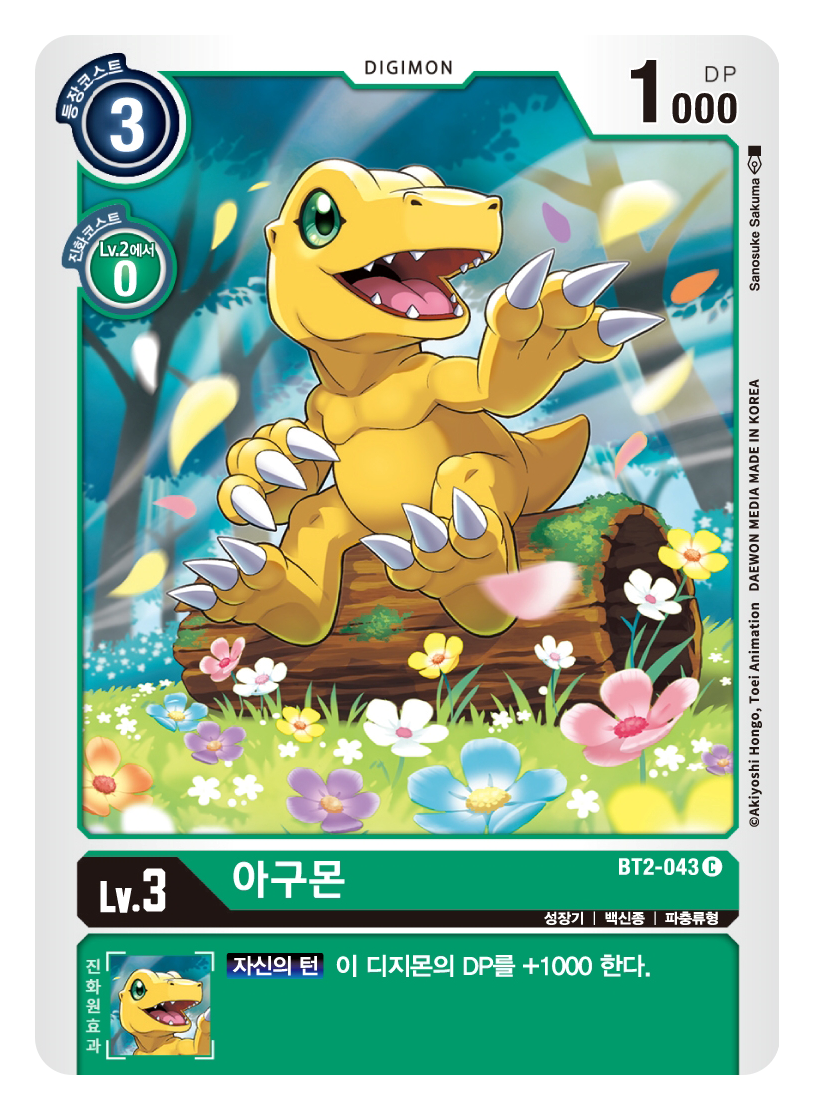 DIGIMON
등장코스트
3
DP
1000
진화코스트
Lv.2에서
0
Sanosuke Sakuma
©Akiyoshi Hongo, Toei Animation DAEWON MEDIA MADE IN KOREA
Lv.3
아구몬
BT2-043 C
성장기 | 백신종 | 파충류형
진화원효과
자신의 턴 이 디지몬의 DP를 +1000 한다.